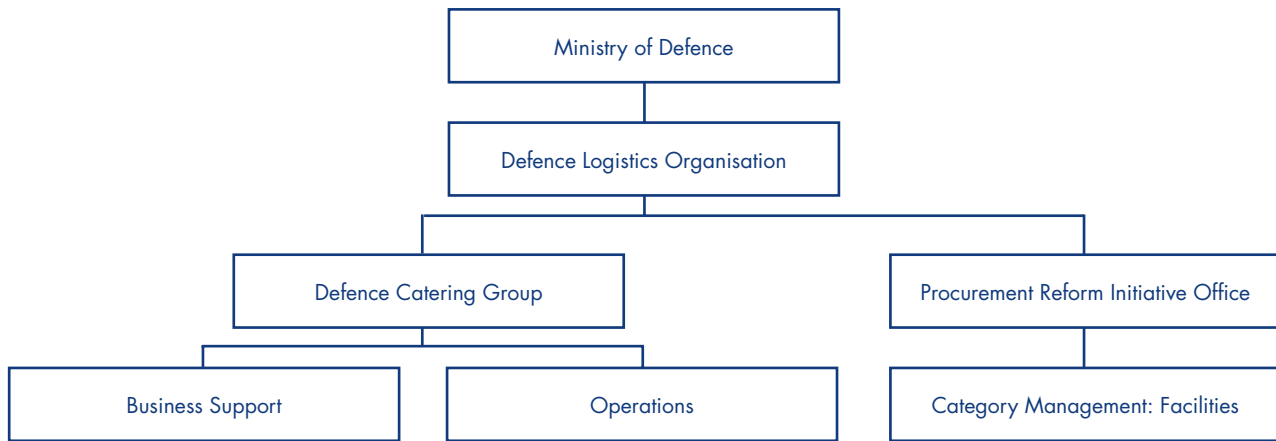 Ministry of Defence
Defence Logistics Organisation
Defence Catering Group
Procurement Reform Initiative Office
Business Support
Operations
Category Management: Facilities